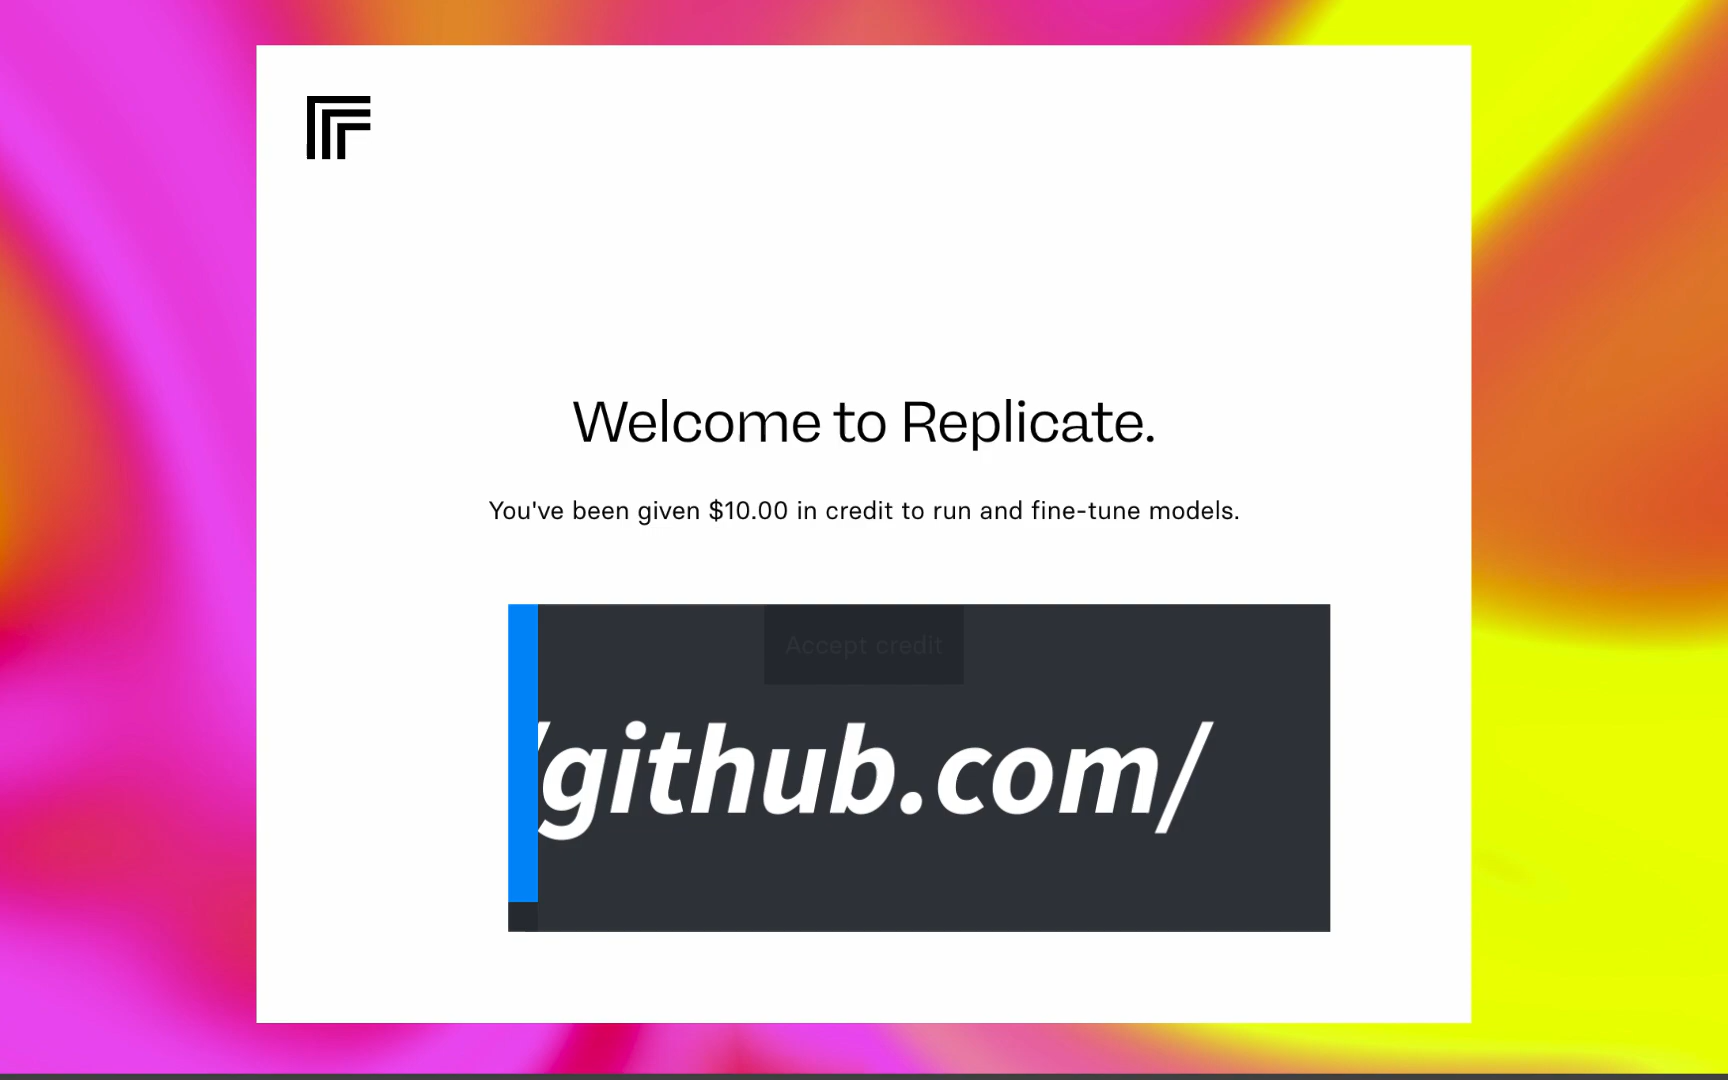 Welcome to Replicate.
You've been given $10.00 in credit to run and fine-tune models.
Accept credit
/github.com/